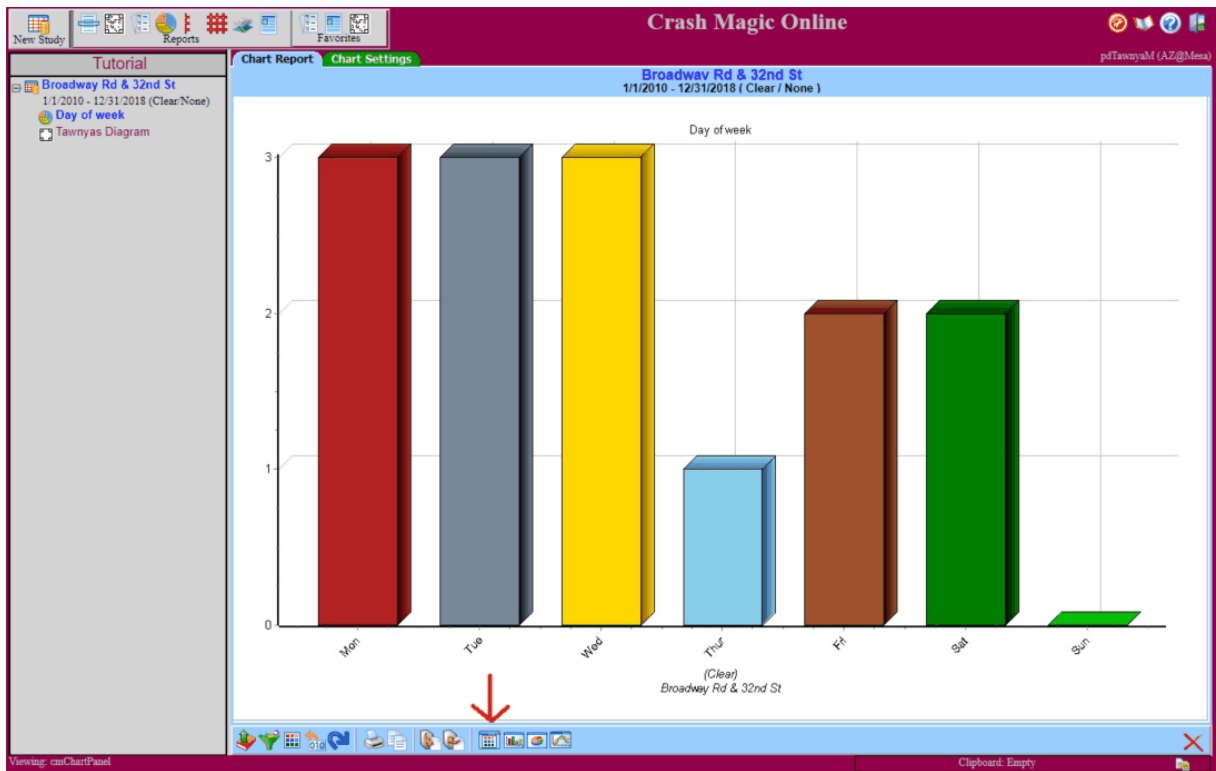 Crash Magic Online
New Study
Reports
Favorites
pdTawnyaM (AZ@Mesa)
Tutorial
Chart Report
Chart Settings
Broadway Rd & 32nd St
1/1/2010 - 12/31/2018 (Clear/None)
Day of week
Tawnyas Diagram
Broadway Rd & 32nd St
1/1/2010 - 12/31/2018 ( Clear / None )
Day of week
3
2
1
0
Mon
Tue
Wed
Thur
Fri
Sat
Sun
(Clear)
Broadway Rd & 32nd St
010
Viewing: cmChartPanel
Clipboard: Empty